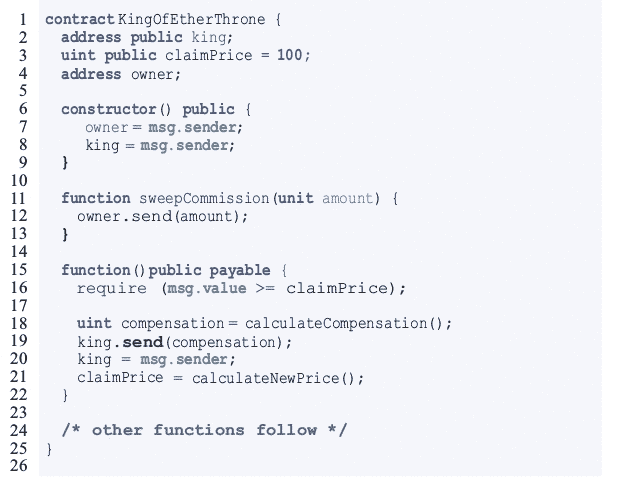 1 contract KingOfEtherThrone {
2 address public king;
3 uint public claimPrice = 100;
4 address owner;
5
6 constructor() public {
7 owner = msg.sender;
8 king = msg.sender;
9 }
10
11 function sweepCommission(unit amount) {
12 owner.send(amount);
13 }
14
15 function()public payable {
16 require (msg.value >= claimPrice);
17
18 uint compensation = calculateCompensation();
19 king.send(compensation);
20 king = msg.sender;
21 claimPrice = calculateNewPrice();
22 }
23
24 /* other functions follow */
25 }
26